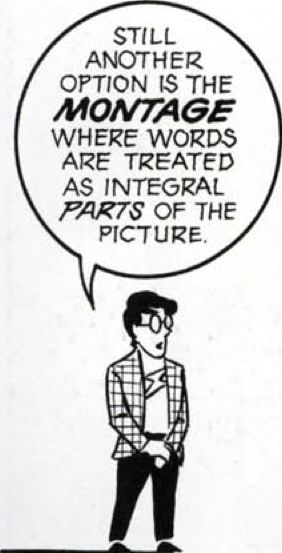 STILL
ANOTHER
OPTION IS THE
MONTAGE
WHERE WORDS
ARE TREATED
AS INTEGRAL
PARTS OF THE
PICTURE.